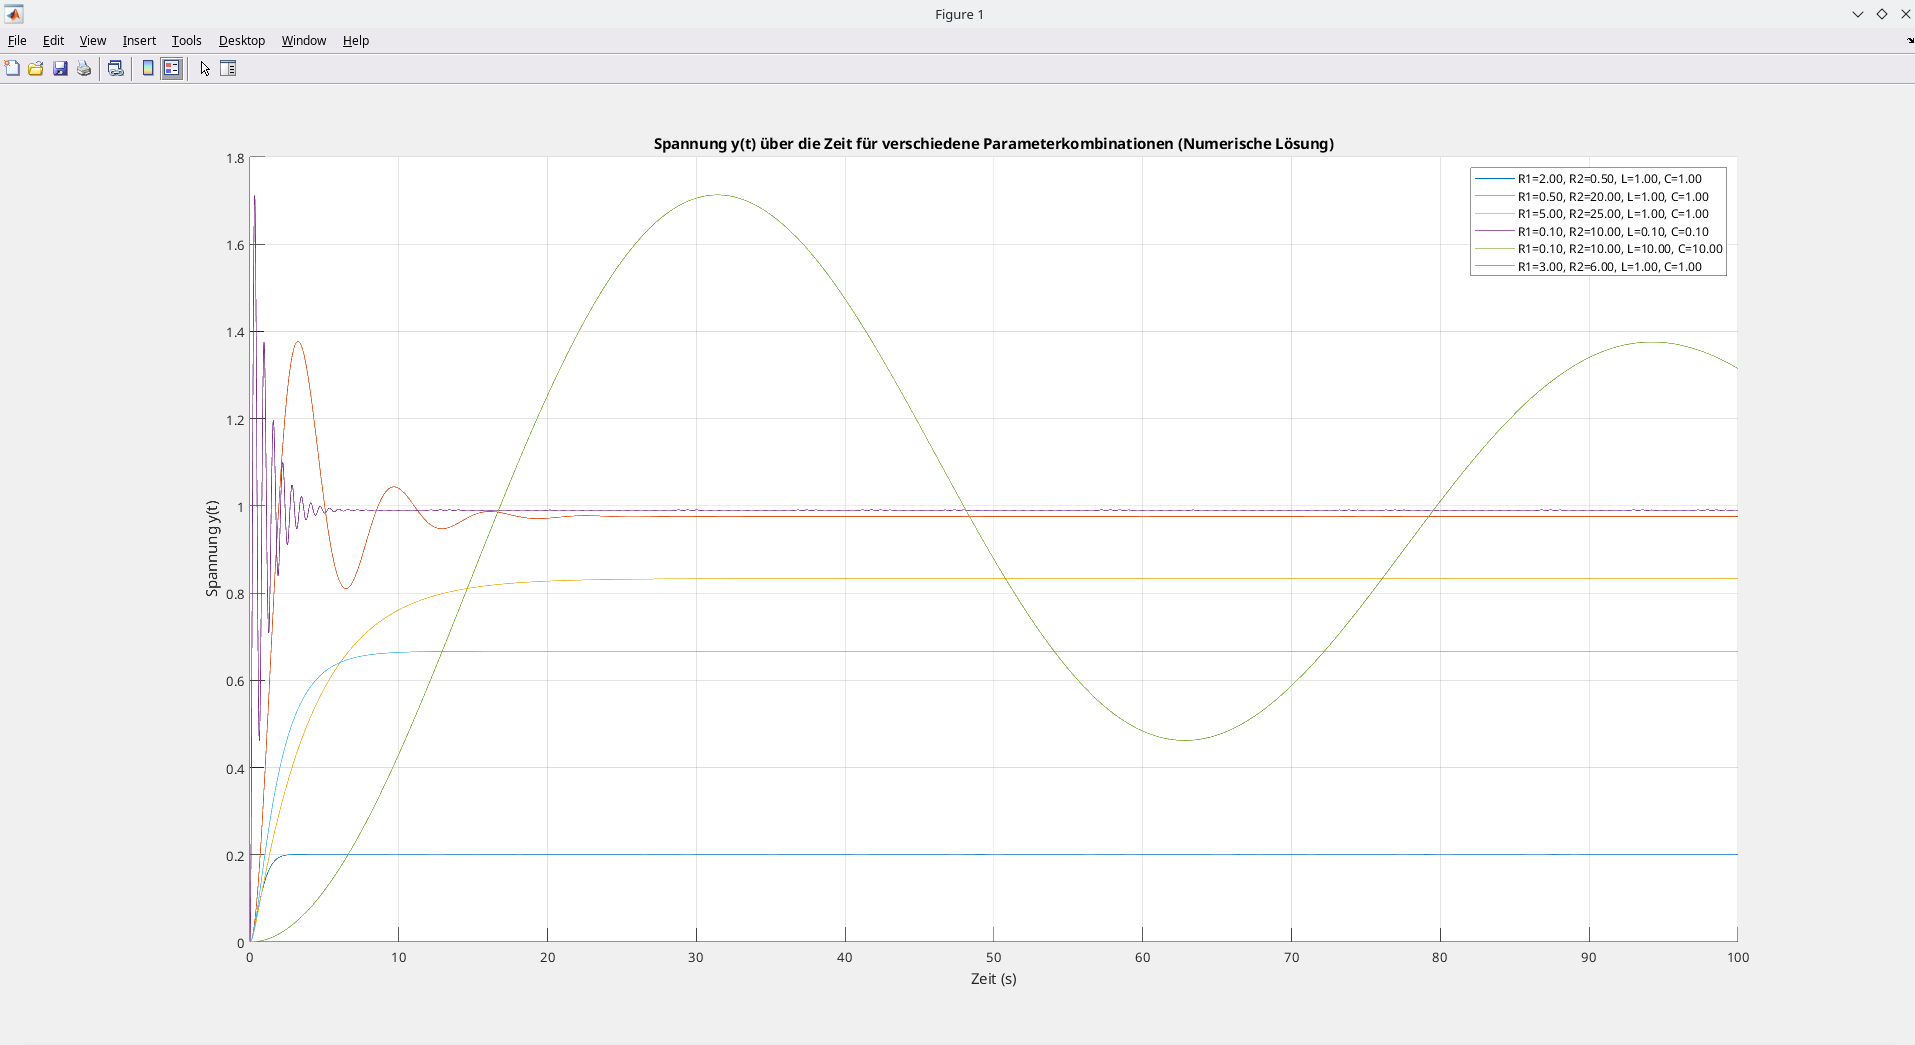 Figure 1
File Edit View Insert Tools Desktop Window Help
Spannung y(t) über die Zeit für verschiedene Parameterkombinationen (Numerische Lösung)
R1=2.00, R2=0.50, L=1.00, C=1.00
R1=0.50, R2=20.00, L=1.00, C=1.00
R1=5.00, R2=25.00, L=1.00, C=1.00
R1=0.10, R2=10.00, L=0.10, C=0.10
R1=0.10, R2=10.00, L=10.00, C=10.00
R1=3.00, R2=6.00, L=1.00, C=1.00
Spannung y(t)
1.8
1.6
1.4
1.2
1
0.8
0.6
0.4
0.2
0
0 10 20 30 40 50 60 70 80 90 100
Zeit (s)